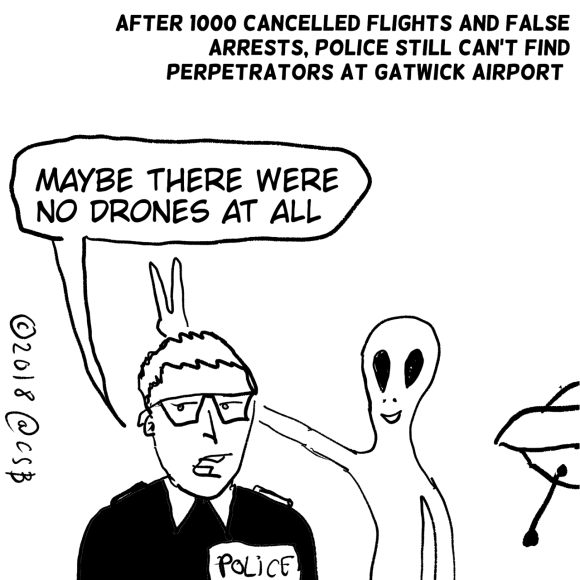 AFTER 1000 CANCELLED FLIGHTS AND FALSE
ARRESTS, POLICE STILL CAN'T FIND
PERPETRATORS AT GATWICK AIRPORT
MAYBE THERE WERE
NO DRONES AT ALL
©2018 @CSB
POLICE